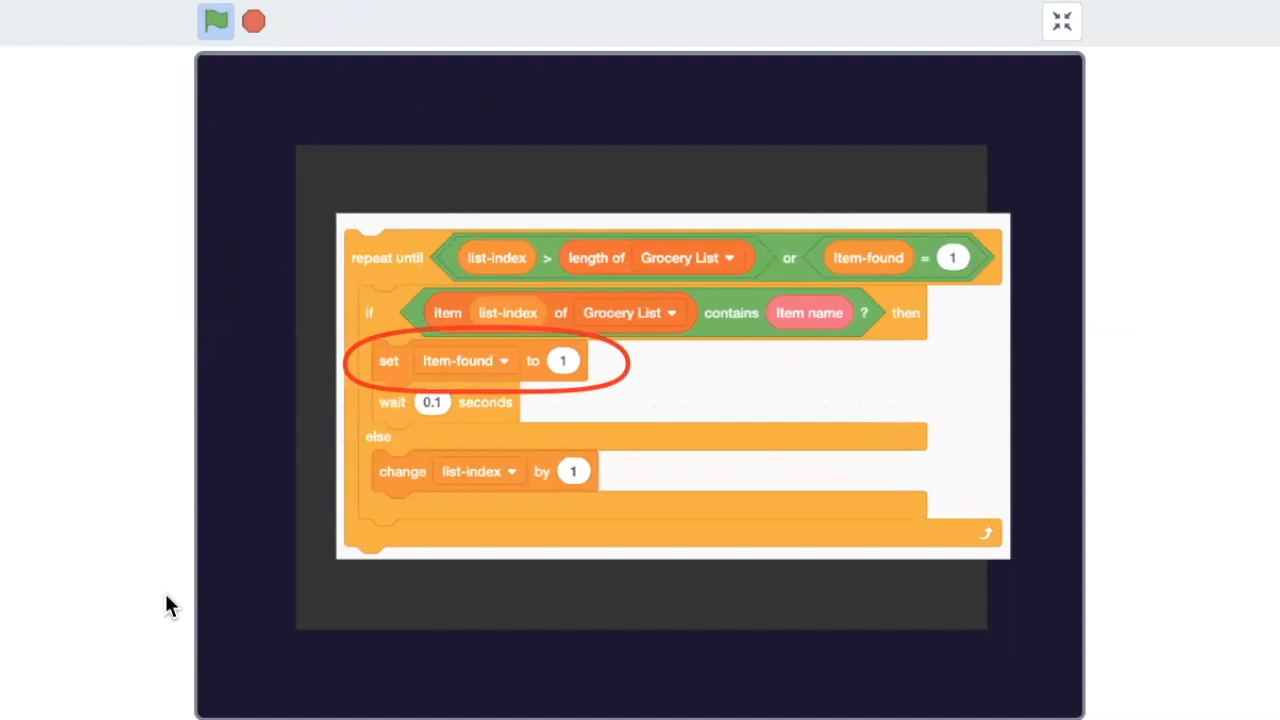 repeat until list-index > length of Grocery List or Item-found = 1
if Item list-index of Grocery List contains Item name ? then
set Item-found to 1
wait 0.1 seconds
else
change list-index by 1